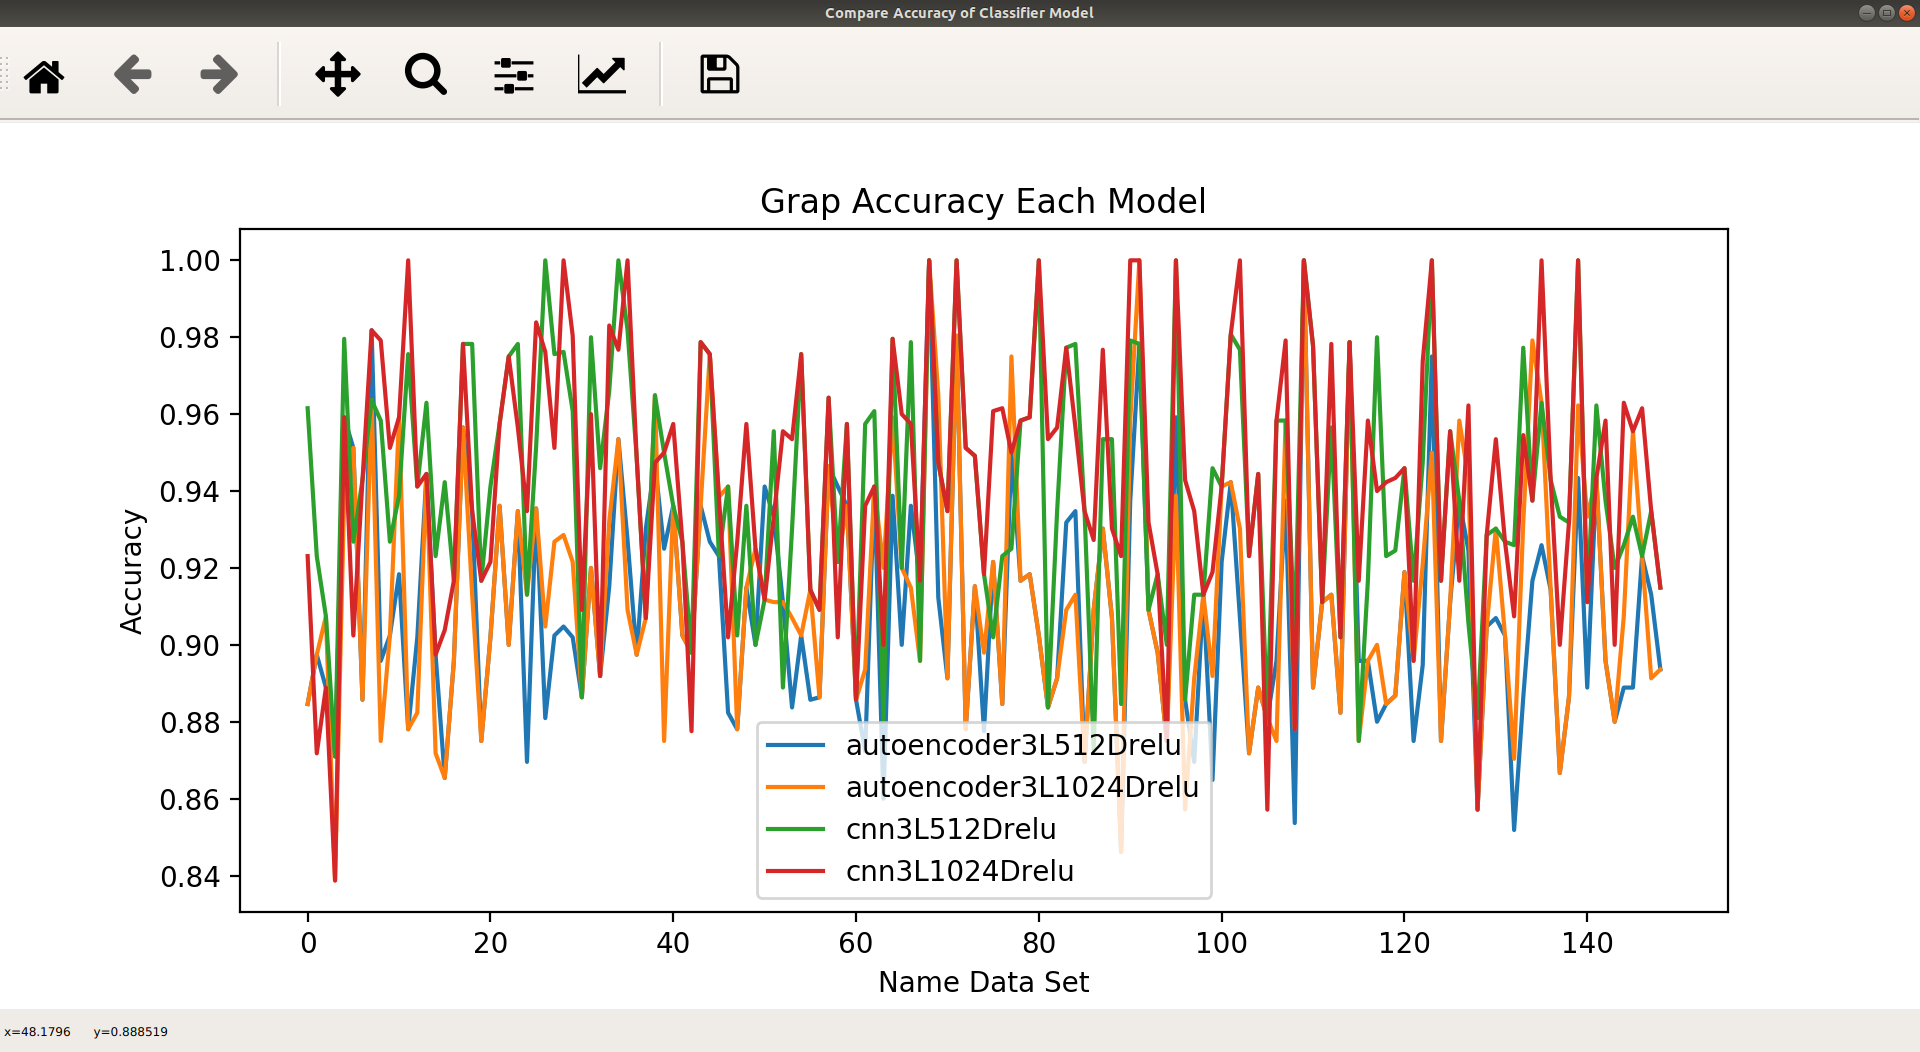 Compare Accuracy of Classifier Model
Grap Accuracy Each Model
1.00
0.98
0.96
0.94
0.92
0.90
0.88
0.86
0.84
Accuracy
autoencoder3L512Drelu
autoencoder3L1024Drelu
cnn3L512Drelu
cnn3L1024Drelu
0 20 40 60 80 100 120 140
Name Data Set
x=48.1796 y=0.888519